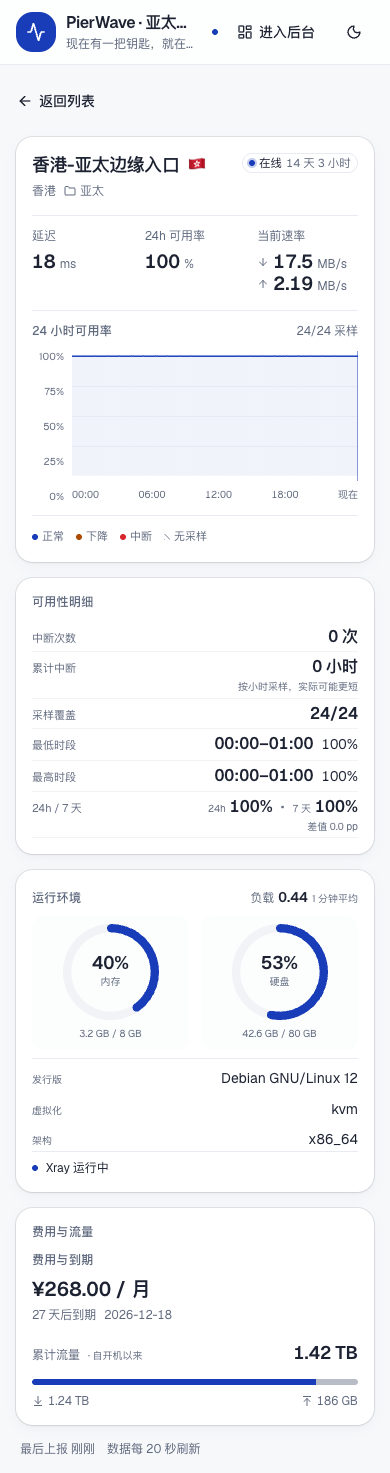 PierWave · 亚太...
现在有一把钥匙，就在...
进入后台
返回列表
香港-亚太边缘入口
在线 14 天 3 小时
香港 亚太
延迟 24h 可用率 当前速率
18 ms 100 % ↓ 17.5 MB/s
↑ 2.19 MB/s
24 小时可用率 24/24 采样
100%
75%
50%
25%
0%
00:00 06:00 12:00 18:00 现在
正常 下降 中断 无采样
可用性明细
中断次数 0 次
累计中断 0 小时
按小时采样，实际可能更短
采样覆盖 24/24
最低时段 00:00–01:00 100%
最高时段 00:00–01:00 100%
24h / 7 天 24h 100% · 7 天 100%
差值 0.0 pp
运行环境 负载 0.44 1 分钟平均
40% 53%
内存 硬盘
3.2 GB / 8 GB 42.6 GB / 80 GB
发行版 Debian GNU/Linux 12
虚拟化 kvm
架构 x86_64
Xray 运行中
费用与流量
费用与到期
¥268.00 / 月
27 天后到期 2026-12-18
累计流量 · 自开机以来 1.42 TB
1.24 TB 186 GB
最后上报 刚刚 数据每 20 秒刷新